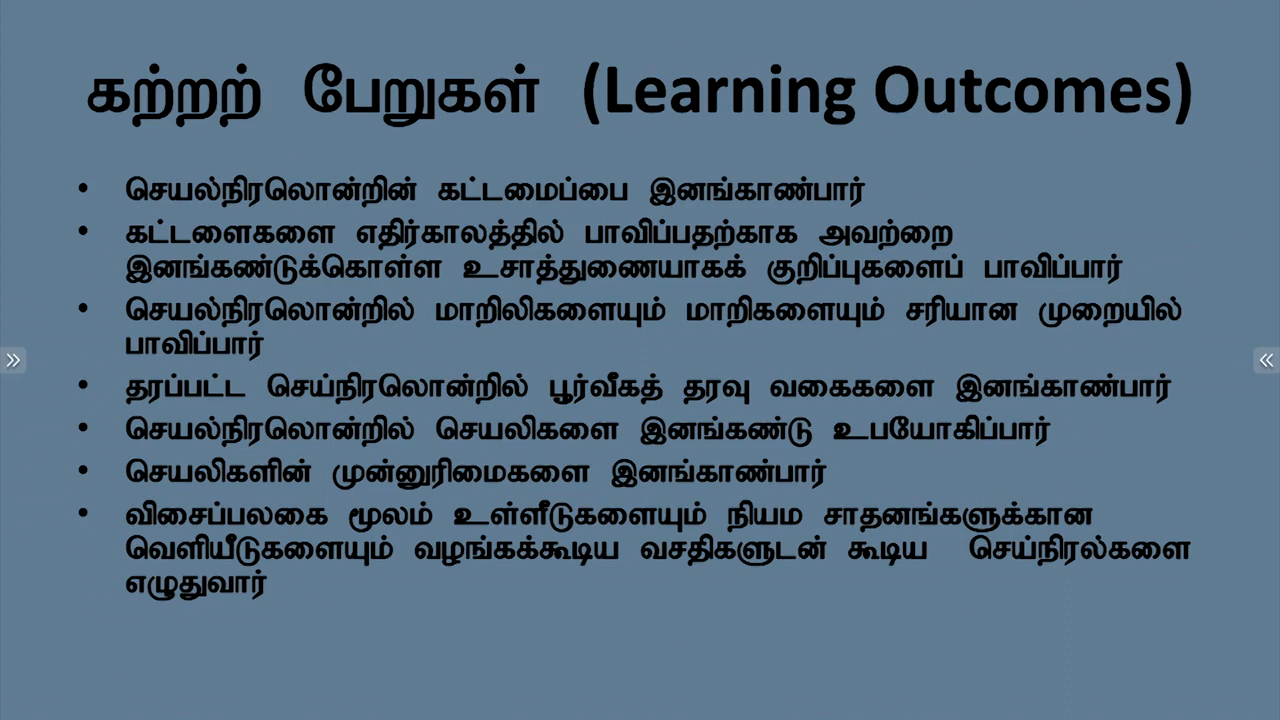 கற்றற் பேறுகள் (Learning Outcomes)
• செயல்நிரலொன்றின் கட்டமைப்பை இனங்காண்பார்
• கட்டளைகளை எதிர்காலத்தில் பாவிப்பதற்காக அவற்றை
இனங்கண்டுக்கொள்ள உசாத்துணையாகக் குறிப்புகளைப் பாவிப்பார்
• செயல்நிரலொன்றில் மாறிலிகளையும் மாறிகளையும் சரியான முறையில்
பாவிப்பார்
• தரப்பட்ட செய்நிரலொன்றில் பூர்வீகத் தரவு வகைகளை இனங்காண்பார்
• செயல்நிரலொன்றில் செயலிகளை இனங்கண்டு உபயோகிப்பார்
• செயலிகளின் முன்னுரிமைகளை இனங்காண்பார்
• விசைப்பலகை மூலம் உள்ளீடுகளையும் நியம சாதனங்களுக்கான
வெளியீடுகளையும் வழங்கக்கூடிய வசதிகளுடன் கூடிய செய்நிரல்களை
எழுதுவார்